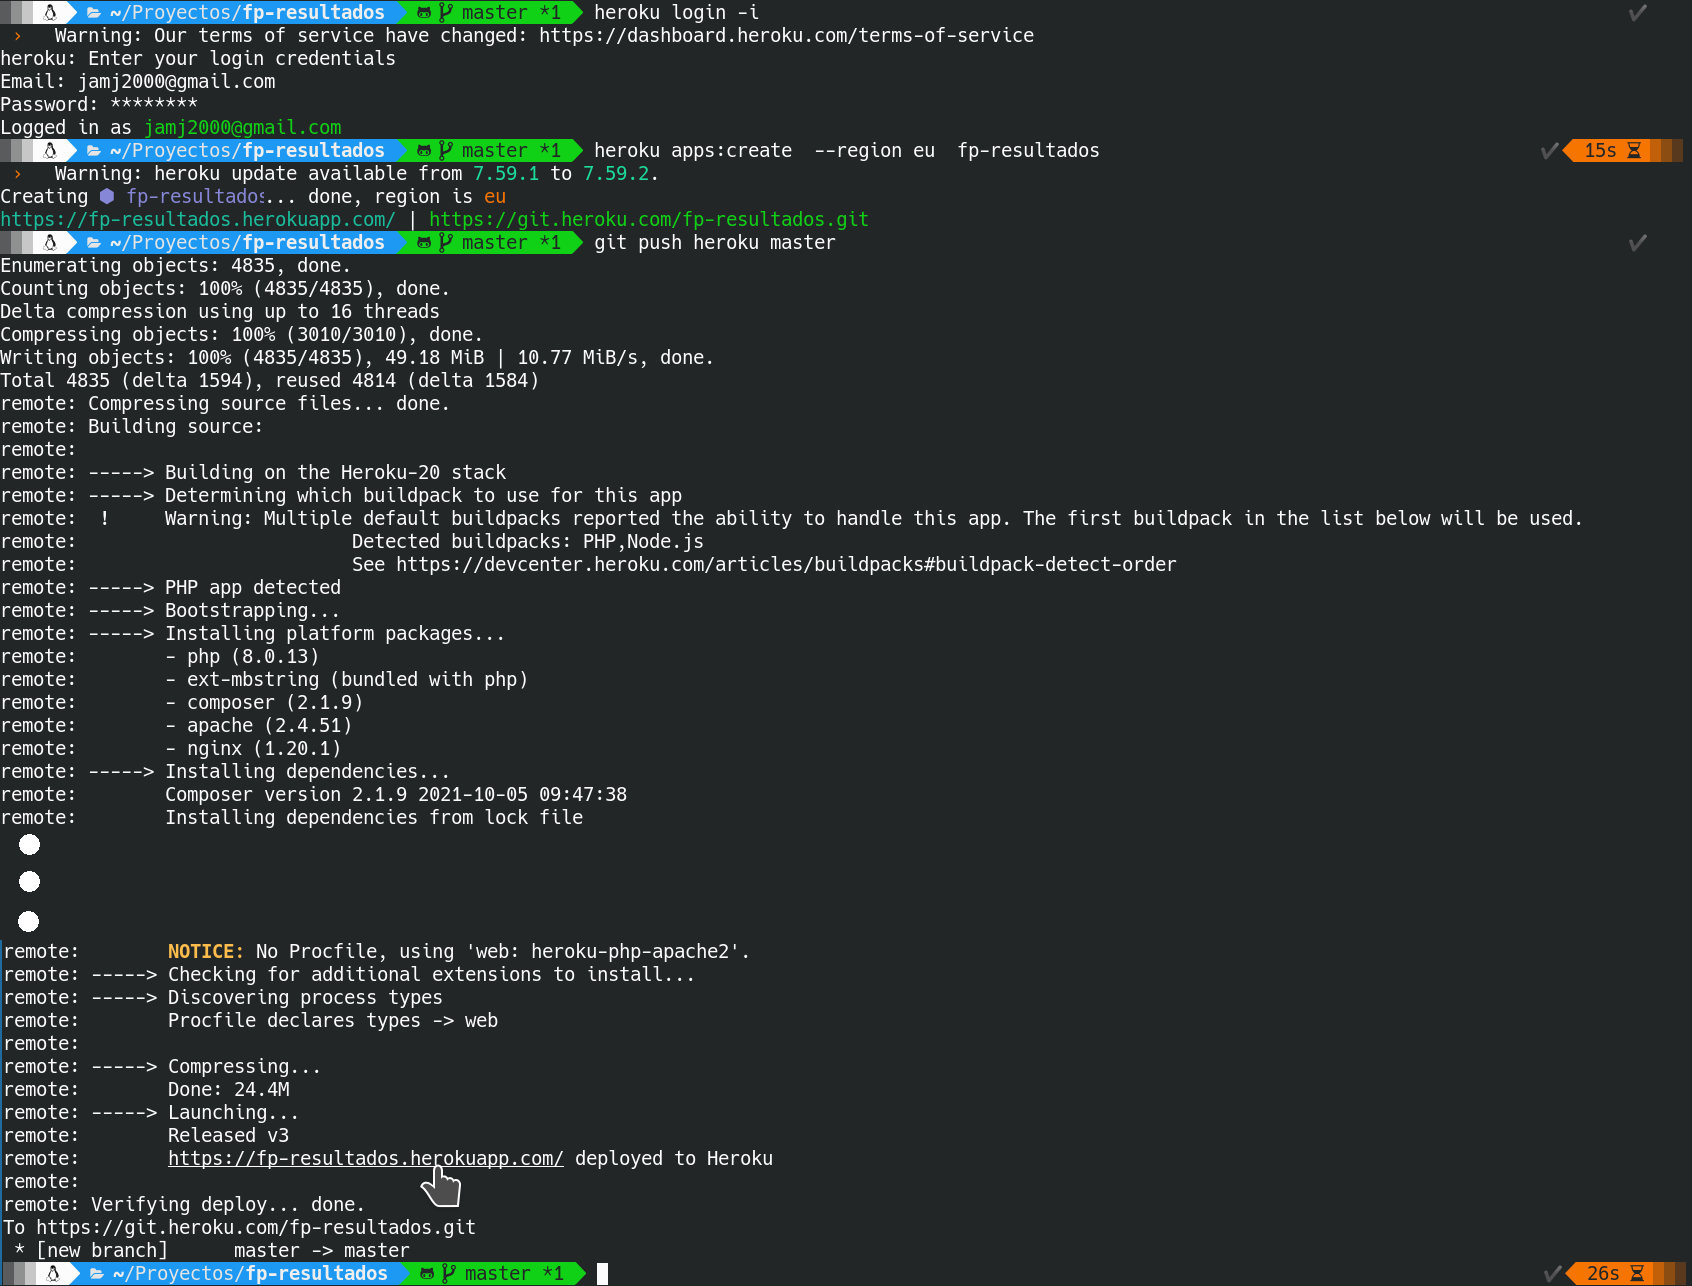 ~/Proyectos/fp-resultados master *1 heroku login -i ✔
› Warning: Our terms of service have changed: https://dashboard.heroku.com/terms-of-service
heroku: Enter your login credentials
Email: jamj2000@gmail.com
Password: ********
Logged in as jamj2000@gmail.com
~/Proyectos/fp-resultados master *1 heroku apps:create  --region eu  fp-resultados ✔ 15s
› Warning: heroku update available from 7.59.1 to 7.59.2.
Creating ⬢ fp-resultados... done, region is eu
https://fp-resultados.herokuapp.com/ | https://git.heroku.com/fp-resultados.git
~/Proyectos/fp-resultados master *1 git push heroku master ✔
Enumerating objects: 4835, done.
Counting objects: 100% (4835/4835), done.
Delta compression using up to 16 threads
Compressing objects: 100% (3010/3010), done.
Writing objects: 100% (4835/4835), 49.18 MiB | 10.77 MiB/s, done.
Total 4835 (delta 1594), reused 4814 (delta 1584)
remote: Compressing source files... done.
remote: Building source:
remote:
remote: -----> Building on the Heroku-20 stack
remote: -----> Determining which buildpack to use for this app
remote:  !     Warning: Multiple default buildpacks reported the ability to handle this app. The first buildpack in the list below will be used.
remote:                         Detected buildpacks: PHP,Node.js
remote:                         See https://devcenter.heroku.com/articles/buildpacks#buildpack-detect-order
remote: -----> PHP app detected
remote: -----> Bootstrapping...
remote: -----> Installing platform packages...
remote:        - php (8.0.13)
remote:        - ext-mbstring (bundled with php)
remote:        - composer (2.1.9)
remote:        - apache (2.4.51)
remote:        - nginx (1.20.1)
remote: -----> Installing dependencies...
remote:        Composer version 2.1.9 2021-10-05 09:47:38
remote:        Installing dependencies from lock file
remote:        NOTICE: No Procfile, using 'web: heroku-php-apache2'.
remote: -----> Checking for additional extensions to install...
remote: -----> Discovering process types
remote:        Procfile declares types -> web
remote:
remote: -----> Compressing...
remote:        Done: 24.4M
remote: -----> Launching...
remote:        Released v3
remote:        https://fp-resultados.herokuapp.com/ deployed to Heroku
remote:
remote: Verifying deploy... done.
To https://git.heroku.com/fp-resultados.git
 * [new branch]      master -> master
~/Proyectos/fp-resultados master *1 ✔ 26s